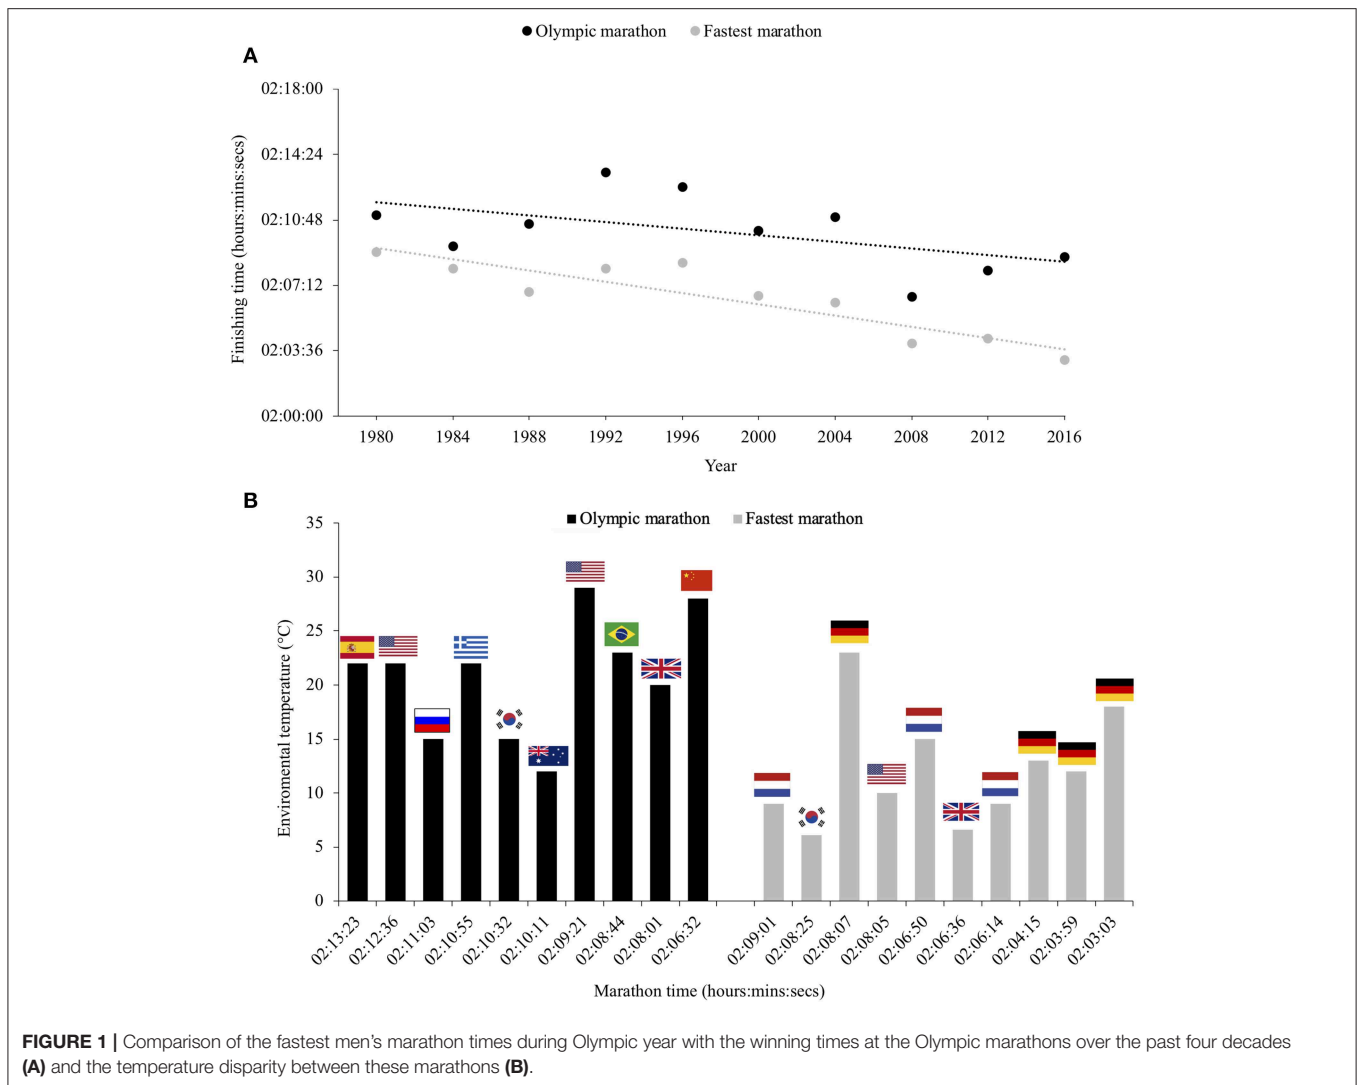 Olympic marathon Fastest marathon
A
02:18:00
02:14:24
02:10:48
02:07:12
02:03:36
02:00:00
Finishing time (hours:mins:secs)
1980 1984 1988 1992 1996 2000 2004 2008 2012 2016
Year
B
Olympic marathon Fastest marathon
35
30
25
20
15
10
5
0
Enviromental temperature (°C)
02:13:23 02:12:36 02:11:03 02:10:55 02:10:32 02:10:11 02:09:21 02:08:44 02:08:01 02:06:32 02:09:01 02:08:25 02:08:07 02:08:05 02:06:50 02:06:36 02:06:14 02:04:15 02:03:59 02:03:03
Marathon time (hours:mins:secs)
FIGURE 1 | Comparison of the fastest men's marathon times during Olympic year with the winning times at the Olympic marathons over the past four decades
(A) and the temperature disparity between these marathons (B).